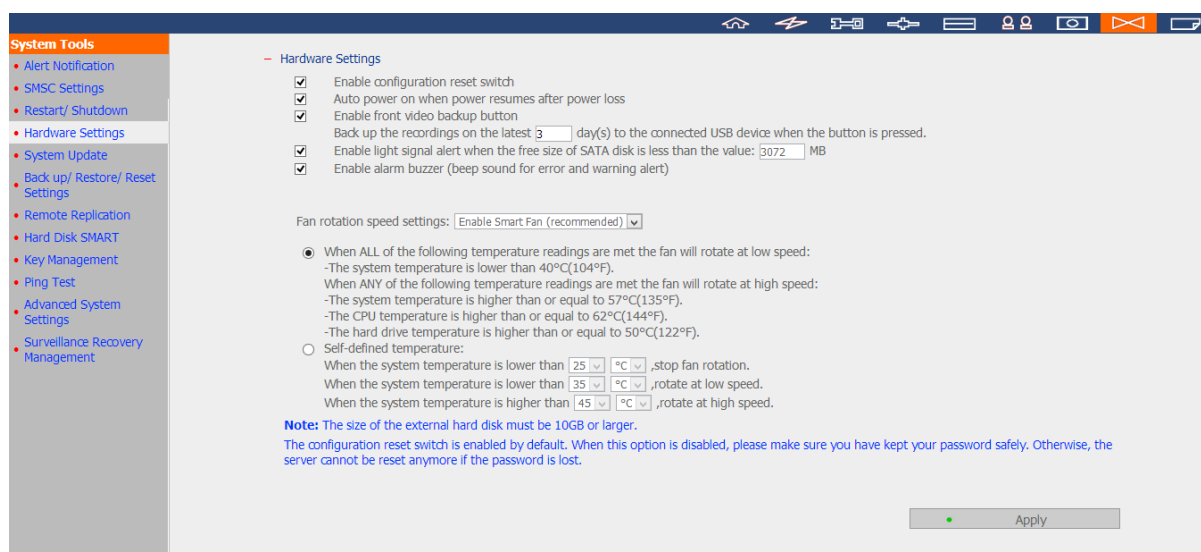 System Tools
Alert Notification
SMSC Settings
Restart/ Shutdown
Hardware Settings
System Update
Back up/ Restore/ Reset
Settings
Remote Replication
Hard Disk SMART
Key Management
Ping Test
Advanced System
Settings
Surveillance Recovery
Management
Hardware Settings
Enable configuration reset switch
Auto power on when power resumes after power loss
Enable front video backup button
Back up the recordings on the latest 3 day(s) to the connected USB device when the button is pressed.
Enable light signal alert when the free size of SATA disk is less than the value: 3072 MB
Enable alarm buzzer (beep sound for error and warning alert)
Fan rotation speed settings: Enable Smart Fan (recommended)
When ALL of the following temperature readings are met the fan will rotate at low speed:
-The system temperature is lower than 40°C(104°F).
When ANY of the following temperature readings are met the fan will rotate at high speed:
-The system temperature is higher than or equal to 57°C(135°F).
-The CPU temperature is higher than or equal to 62°C(144°F).
-The hard drive temperature is higher than or equal to 50°C(122°F).
Self-defined temperature:
When the system temperature is lower than 25 °C ,stop fan rotation.
When the system temperature is lower than 35 °C ,rotate at low speed.
When the system temperature is higher than 45 °C ,rotate at high speed.
Note: The size of the external hard disk must be 10GB or larger.
The configuration reset switch is enabled by default. When this option is disabled, please make sure you have kept your password safely. Otherwise, the
server cannot be reset anymore if the password is lost.
Apply